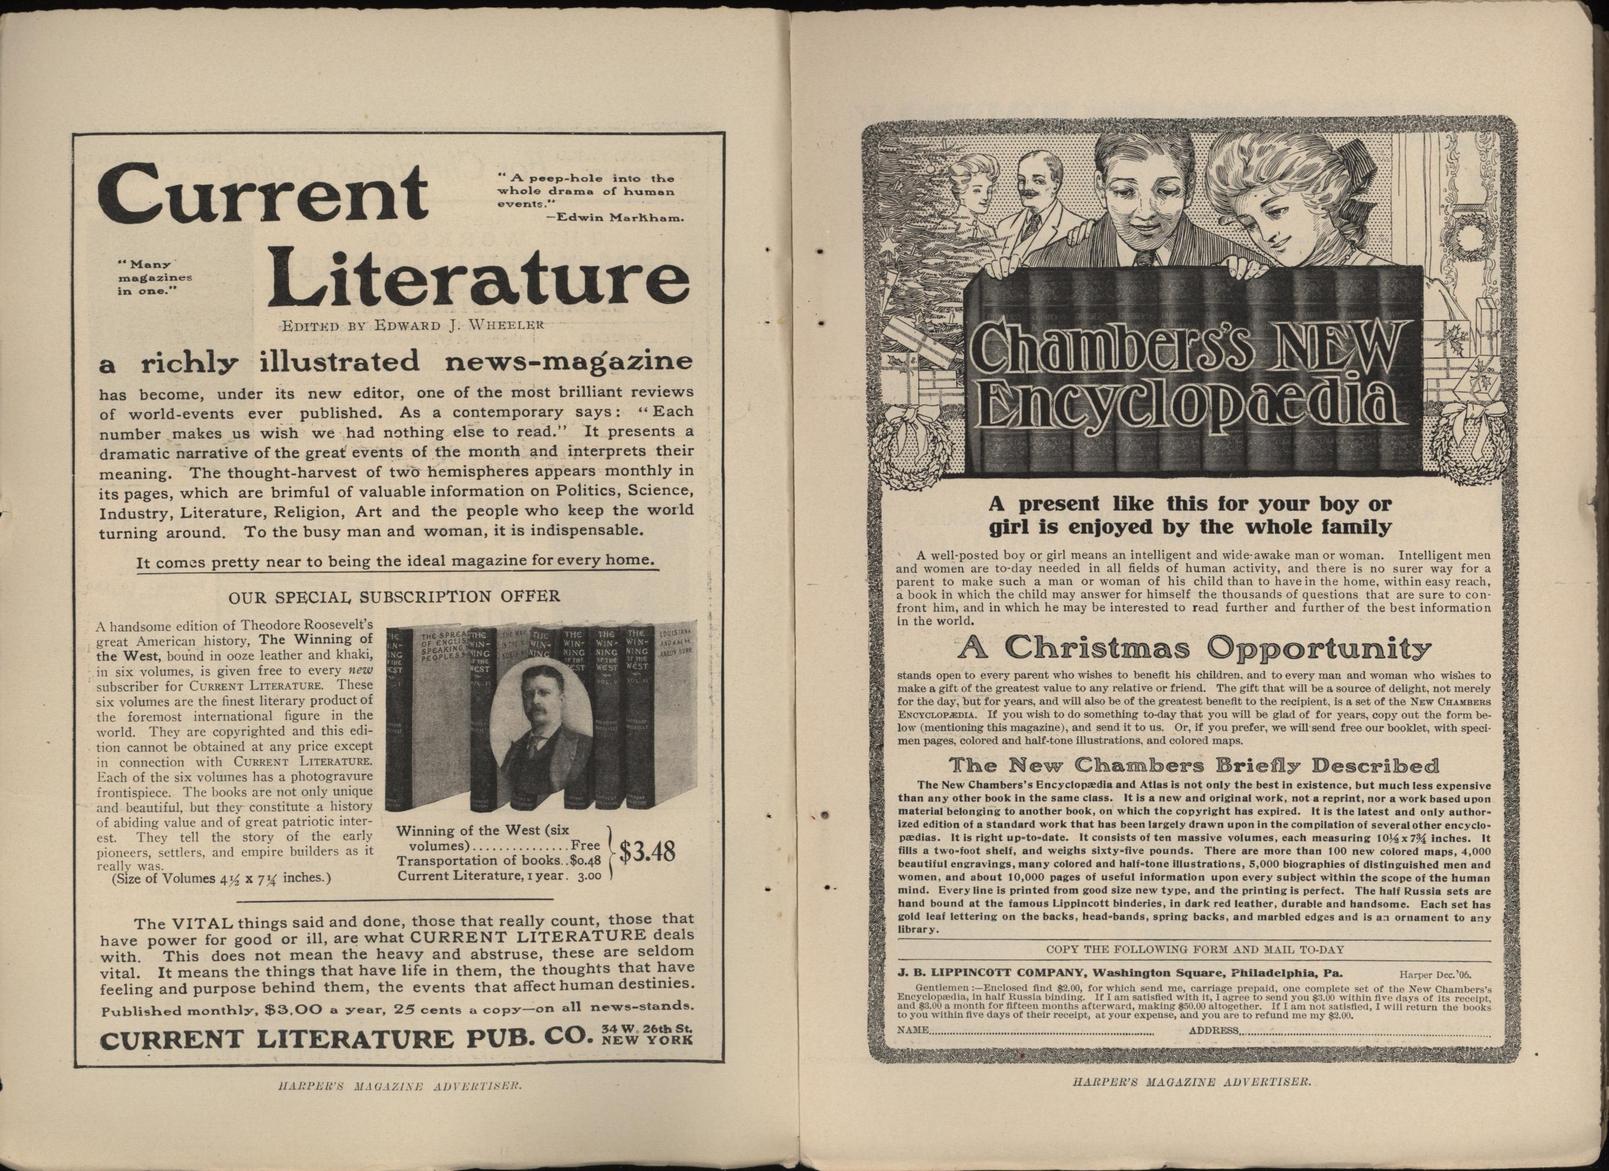 Current
Literature
"A peep-hole into the
whole drama of human
events."
—Edwin Markham.
"Many
magazines
in one."
EDITED BY EDWARD J. WHEELER
a richly illustrated news-magazine
has become, under its new editor, one of the most brilliant reviews
of world-events ever published. As a contemporary says: "Each
number makes us wish we had nothing else to read." It presents a
dramatic narrative of the great events of the month and interprets their
meaning. The thought-harvest of two hemispheres appears monthly in
its pages, which are brimful of valuable information on Politics, Science,
Industry, Literature, Religion, Art and the people who keep the world
turning around. To the busy man and woman, it is indispensable.
It comes pretty near to being the ideal magazine for every home.
OUR SPECIAL SUBSCRIPTION OFFER
A handsome edition of Theodore Roosevelt's
great American history, The Winning of
the West, bound in ooze leather and khaki,
in six volumes, is given free to every new
subscriber for CURRENT LITERATURE. These
six volumes are the finest literary product of
the foremost international figure in the
world. They are copyrighted and this edi-
tion cannot be obtained at any price except
in connection with CURRENT LITERATURE.
Each of the six volumes has a photogravure
frontispiece. The books are not only unique
and beautiful, but they constitute a history
of abiding value and of great patriotic inter-
est. They tell the story of the early
pioneers, settlers, and empire builders as it
really was.
(Size of Volumes 4½ x 7¼ inches.)
THE SPREAD
OF ENGLISH
SPEAKING
PEOPLES
THE
WIN-
NING
OF THE
WEST
LOUISIANA
AND AARON
BURR
Winning of the West (six
volumes)..............Free
Transportation of books..$0.48
Current Literature, 1 year. 3.00
$3.48
The VITAL things said and done, those that really count, those that
have power for good or ill, are what CURRENT LITERATURE deals
with. This does not mean the heavy and abstruse, these are seldom
vital. It means the things that have life in them, the thoughts that have
feeling and purpose behind them, the events that affect human destinies.
Published monthly, $3.00 a year, 25 cents a copy—on all news-stands.
CURRENT LITERATURE PUB. CO. 34 W. 26th St.
NEW YORK
HARPER'S MAGAZINE ADVERTISER.
Chambers's NEW
Encyclopædia
A present like this for your boy or
girl is enjoyed by the whole family
A well-posted boy or girl means an intelligent and wide-awake man or woman. Intelligent men
and women are to-day needed in all fields of human activity, and there is no surer way for a
parent to make such a man or woman of his child than to have in the home, within easy reach,
a book in which the child may answer for himself the thousands of questions that are sure to con-
front him, and in which he may be interested to read further and further of the best information
in the world.
A Christmas Opportunity
stands open to every parent who wishes to benefit his children, and to every man and woman who wishes to
make a gift of the greatest value to any relative or friend. The gift that will be a source of delight, not merely
for the day, but for years, and will also be of the greatest benefit to the recipient, is a set of the NEW CHAMBERS
ENCYCLOPÆDIA. If you wish to do something to-day that you will be glad of for years, copy out the form be-
low (mentioning this magazine), and send it to us. Or, if you prefer, we will send free our booklet, with speci-
men pages, colored and half-tone illustrations, and colored maps.
The New Chambers Briefly Described
The New Chambers's Encyclopædia and Atlas is not only the best in existence, but much less expensive
than any other book in the same class. It is a new and original work, not a reprint, nor a work based upon
material belonging to another book, on which the copyright has expired. It is the latest and only author-
ized edition of a standard work that has been largely drawn upon in the compilation of several other encyclo-
pædias. It is right up-to-date. It consists of ten massive volumes, each measuring 10½ x 7¾ inches. It
fills a two-foot shelf, and weighs sixty-five pounds. There are more than 100 new colored maps, 4,000
beautiful engravings, many colored and half-tone illustrations, 5,000 biographies of distinguished men and
women, and about 10,000 pages of useful information upon every subject within the scope of the human
mind. Every line is printed from good size new type, and the printing is perfect. The half Russia sets are
hand bound at the famous Lippincott binderies, in dark red leather, durable and handsome. Each set has
gold leaf lettering on the backs, head-bands, spring backs, and marbled edges and is an ornament to any
library.
COPY THE FOLLOWING FORM AND MAIL TO-DAY
J. B. LIPPINCOTT COMPANY, Washington Square, Philadelphia, Pa. Harper Dec.'06.
Gentlemen:—Enclosed find $2.00, for which send me, carriage prepaid, one complete set of the New Chambers's
Encyclopædia, in half Russia binding. If I am satisfied with it, I agree to send you $3.00 within five days of its receipt,
and $3.00 a month for fifteen months afterward, making $50.00 altogether. If I am not satisfied, I will return the books
to you within five days of their receipt, at your expense, and you are to refund me my $2.00.
NAME.................... ADDRESS....................
HARPER'S MAGAZINE ADVERTISER.